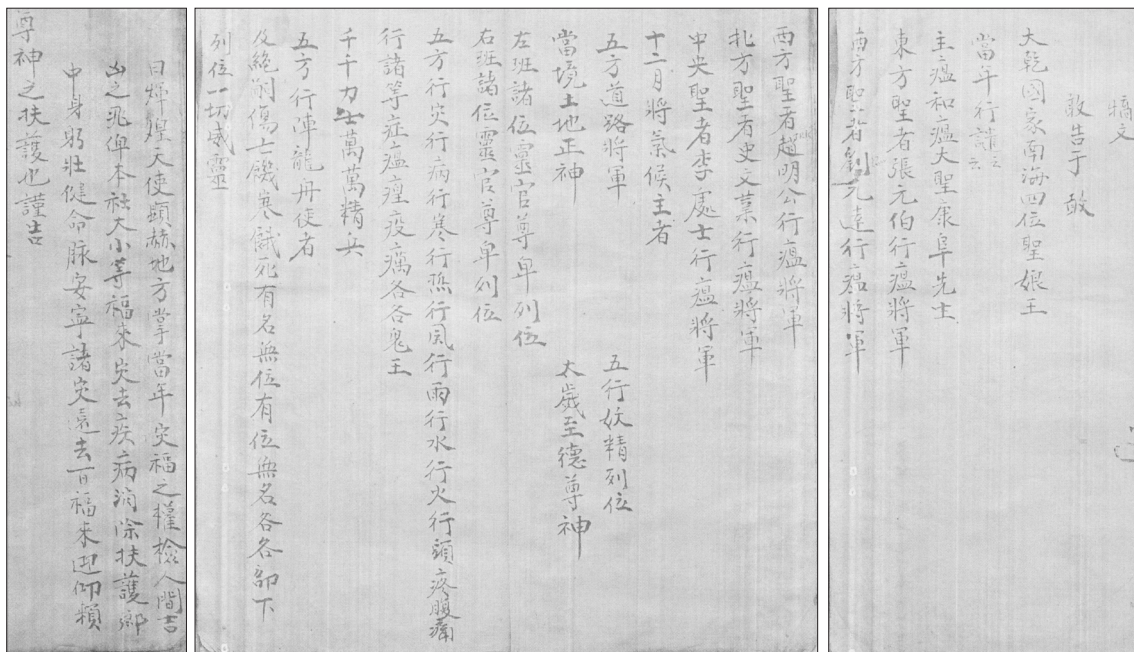 犒文
敢告于
大乾國家南海四位聖娘王
當年行譴云云
主瘟和瘟大聖康阜先生
東方聖者張元伯行瘟將軍
南方聖者劉元達行瘟將軍
西方聖者趙明公行瘟將軍
北方聖者史文業行瘟將軍
中央聖者李處士行瘟將軍
十二月將氣候主者
五方道路將軍 五行妖精列位
當境土地正神 太歲至德尊神
左班諸位靈官尊卑列位
右班諸位靈官尊卑列位
五方行災行病行寒行熱行風行雨行水行火行頭疼腹痛
行諸等症瘟瘽疫癘各各鬼王
千千力士萬萬精兵
五方行陣龍舟使者
及絕耐傷亡饑寒餓死有名無位有位無名各各部下
列位一切威靈
曰煒煌天使顕赫地方掌當年災福之權檢人間吉
凶之兆俾本社大小等福來災去疾病消除扶護鄉
中身躬壯健命脉安寧諸災遠去百福來迎仰賴
尊神之扶護也謹告